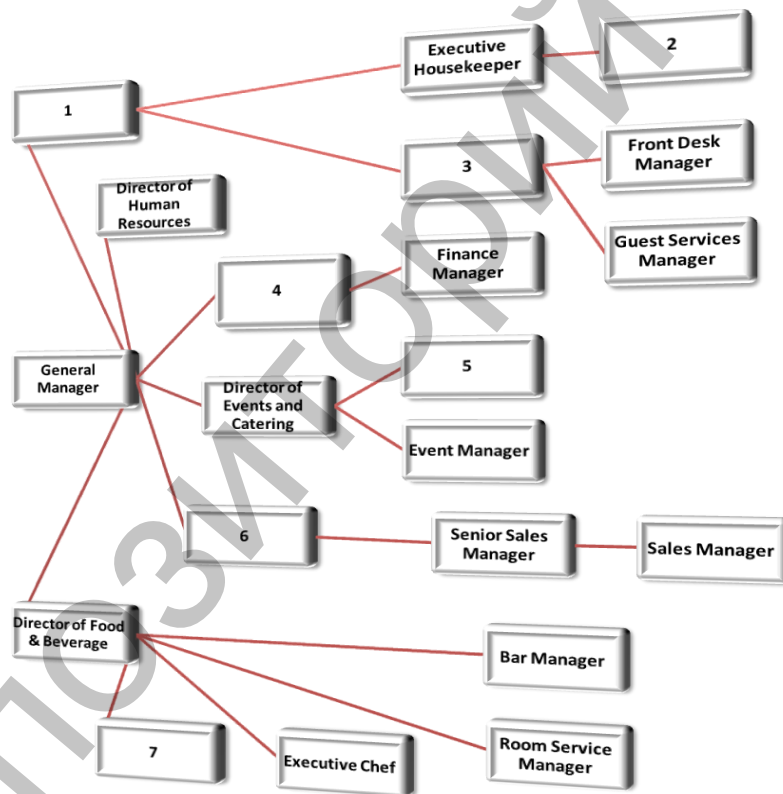 Executive
Housekeeper
2
1
3
Front Desk
Manager
Director of
Human
Resources
Guest Services
Manager
4
Finance
Manager
General
Manager
5
Director of
Events and
Catering
Event Manager
6
Senior Sales
Manager
Sales Manager
Director of Food
& Beverage
Bar Manager
7
Executive Chef
Room Service
Manager
ПОЗИТОРИЙ